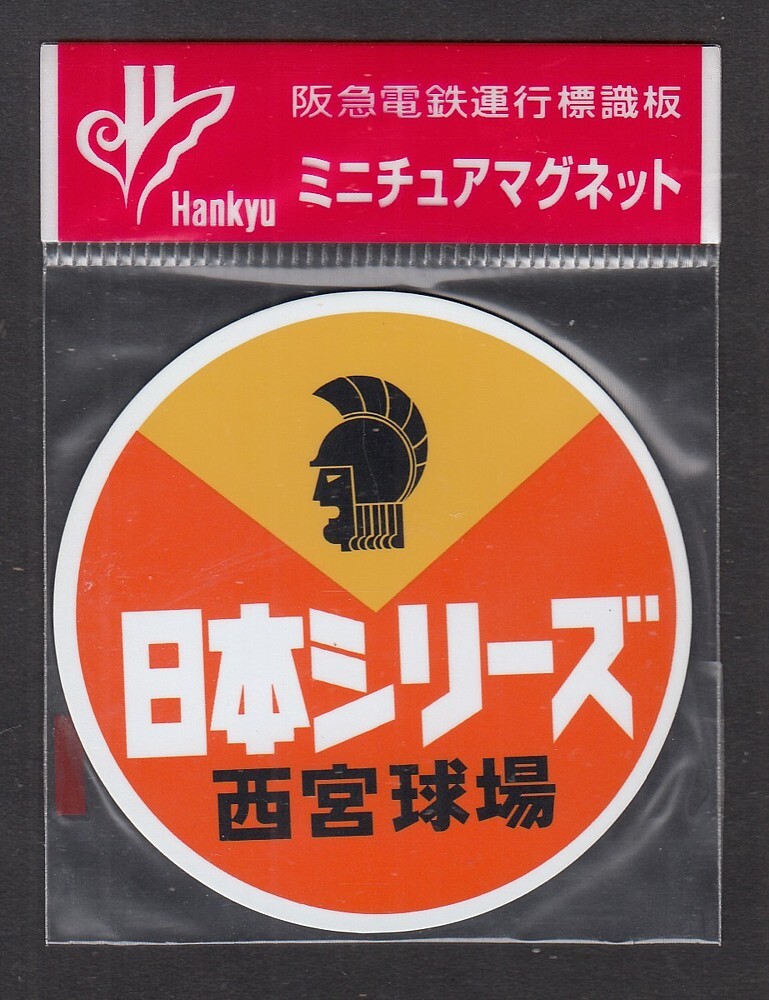 阪急電鉄運行標識板
Hankyu
ミニチュアマグネット
日本シリーズ
西宮球場